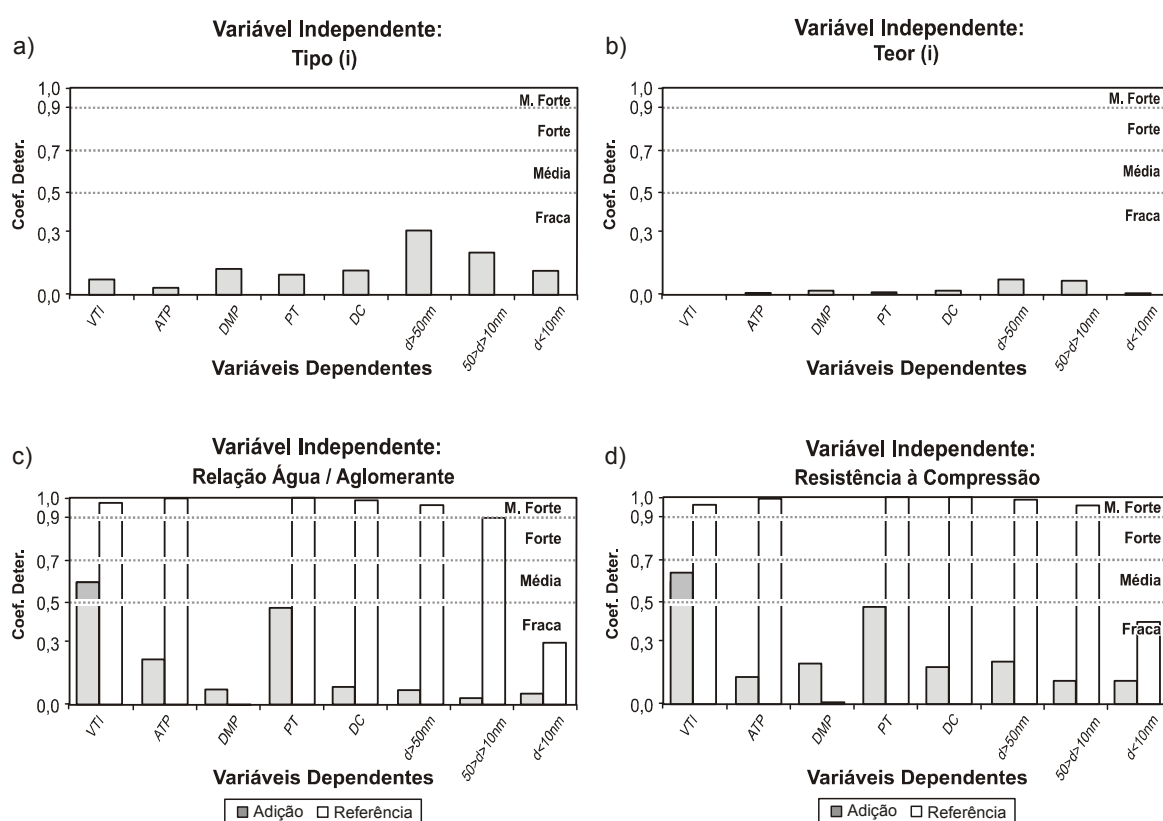 a)
Variável Independente:
Tipo (i)
Coef. Deter.
1,0
0,9
0,7
0,5
0,3
0,0
M. Forte
Forte
Média
Fraca
VTI
ATP
DMP
PT
DC
d>50nm
50>d>10nm
d<10nm
Variáveis Dependentes
b)
Variável Independente:
Teor (i)
Coef. Deter.
1,0
0,9
0,7
0,5
0,3
0,0
M. Forte
Forte
Média
Fraca
VTI
ATP
DMP
PT
DC
d>50nm
50>d>10nm
d<10nm
Variáveis Dependentes
c)
Variável Independente:
Relação Água / Aglomerante
Coef. Deter.
1,0
0,9
0,7
0,5
0,3
0,0
M. Forte
Forte
Média
Fraca
VTI
ATP
DMP
PT
DC
d>50nm
50>d>10nm
d<10nm
Variáveis Dependentes
Adição Referência
d)
Variável Independente:
Resistência à Compressão
Coef. Deter.
1,0
0,9
0,7
0,5
0,3
0,0
M. Forte
Forte
Média
Fraca
VTI
ATP
DMP
PT
DC
d>50nm
50>d>10nm
d<10nm
Variáveis Dependentes
Adição Referência